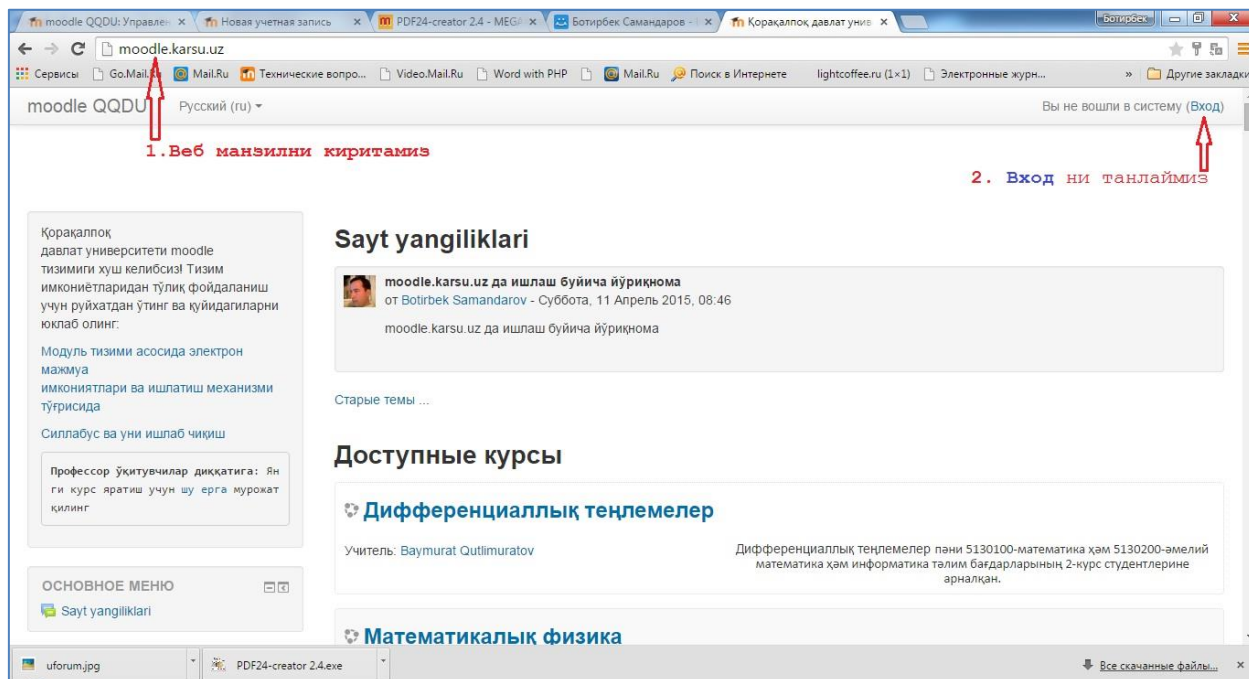 moodle QQDU: Управлен
Новая учетная запись
PDF24-creator 2.4 - MEGA
Ботирбек Самандаров -
Қорақалпоқ давлат униве
Ботирбек
moodle.karsu.uz
Сервисы
Go.Mail.Ru
Mail.Ru
Технические вопро...
Video.Mail.Ru
Word with PHP
Mail.Ru
Поиск в Интернете
lightcoffee.ru (1×1)
Электронные журн...
»
Другие закладки
moodle QQDU
Русский (ru)
Вы не вошли в систему (Вход)
1.Веб манзилни киритамиз
2. Вход ни танлаймиз
Қорақалпоқ
давлат университети moodle
тизимиги хуш келибсиз! Тизим
имкониётларидан тўлиқ фойдаланиш
учун руйхатдан ўтинг ва қуйидагиларни
юклаб олинг:
Модуль тизими асосида электрон
мажмуа
имкониятлари ва ишлатиш механизми
тўғрисида
Силлабус ва уни ишлаб чиқиш
Профессор ўқитувчилар диққатига: Ян
ги курс яратиш учун шу ерга мурожат
қилинг
ОСНОВНОЕ МЕНЮ
Sayt yangiliklari
Sayt yangiliklari
moodle.karsu.uz да ишлаш буйича йўриқнома
от Botirbek Samandarov - Суббота, 11 Апрель 2015, 08:46
moodle.karsu.uz да ишлаш буйича йўриқнома
Старые темы ...
Доступные курсы
Дифференциаллық теңлемелер
Учитель: Baymurat Qutlimuratov
Дифференциаллық теңлемелер пәни 5130100-математика ҳәм 5130200-әмелий
математика ҳәм информатика тәлим бағдарларының 2-курс студентлерине
арналқан.
Математикалық физика
uforum.jpg
PDF24-creator 2.4.exe
Все скачанные файлы...